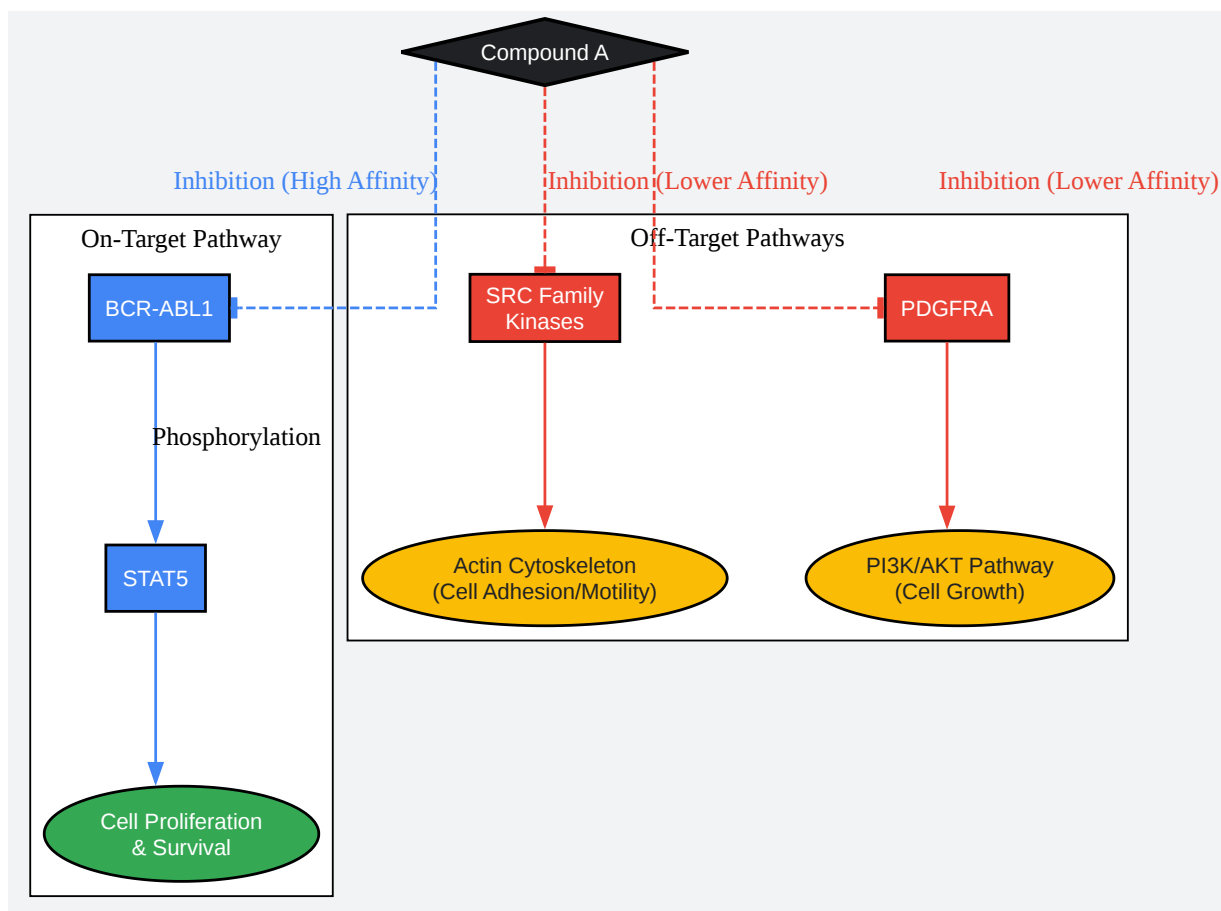 Compound A
Inhibition (High Affinity)
Inhibition (Lower Affinity)
Inhibition (Lower Affinity)
On-Target Pathway
Off-Target Pathways
BCR-ABL1
SRC Family
Kinases
PDGFRA
Phosphorylation
STAT5
Actin Cytoskeleton
(Cell Adhesion/Motility)
PI3K/AKT Pathway
(Cell Growth)
Cell Proliferation
& Survival